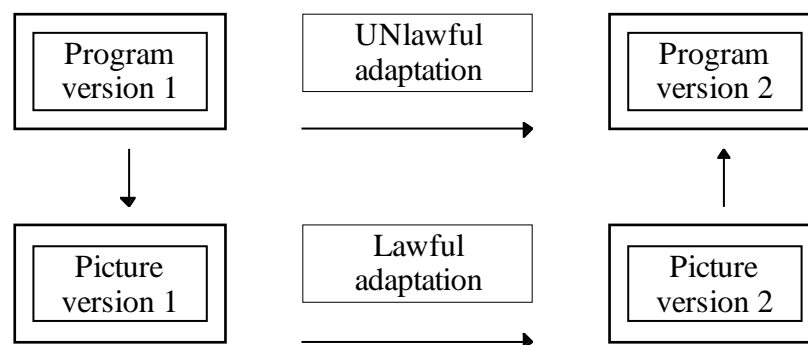 Program
version 1
UNlawful
adaptation
Program
version 2
Picture
version 1
Lawful
adaptation
Picture
version 2